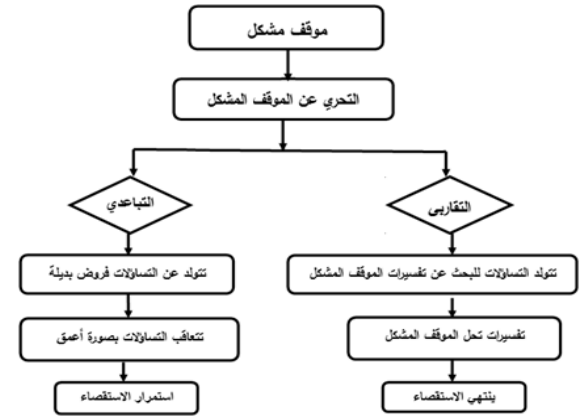 موقف مشكل
التحري عن الموقف المشكل
التقاربى
التباعدي
تتولد التساؤلات للبحث عن تفسيرات الموقف المشكل
تتولد عن التساؤلات فروض بديلة
تفسيرات تحل الموقف المشكل
تتعاقب التساؤلات بصورة أعمق
ينتهي الاستقصاء
استمرار الاستقصاء